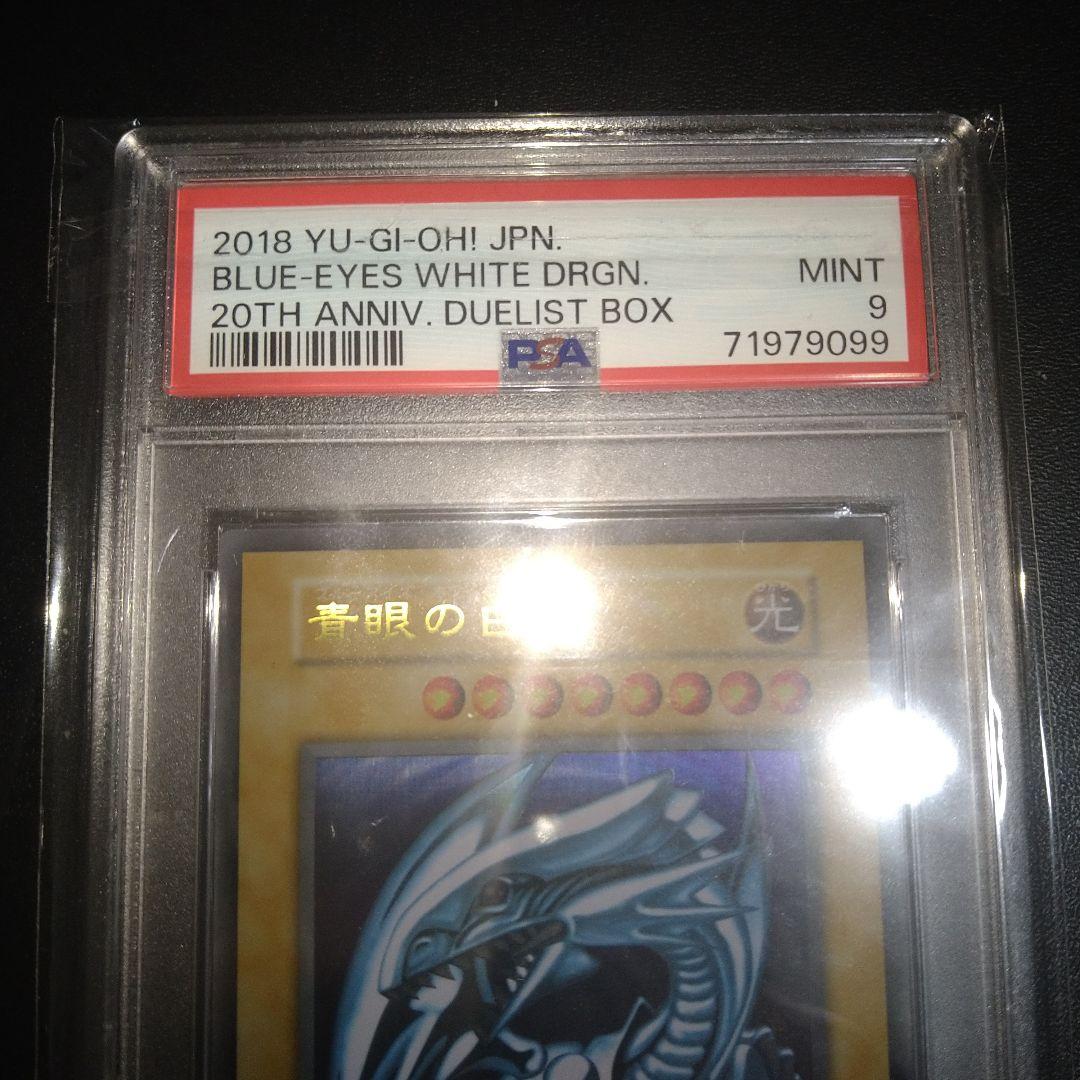 2018 YU-GI-OH! JPN.
BLUE-EYES WHITE DRGN. MINT
20TH ANNIV. DUELIST BOX 9
PSA 71979099
青眼の白
光